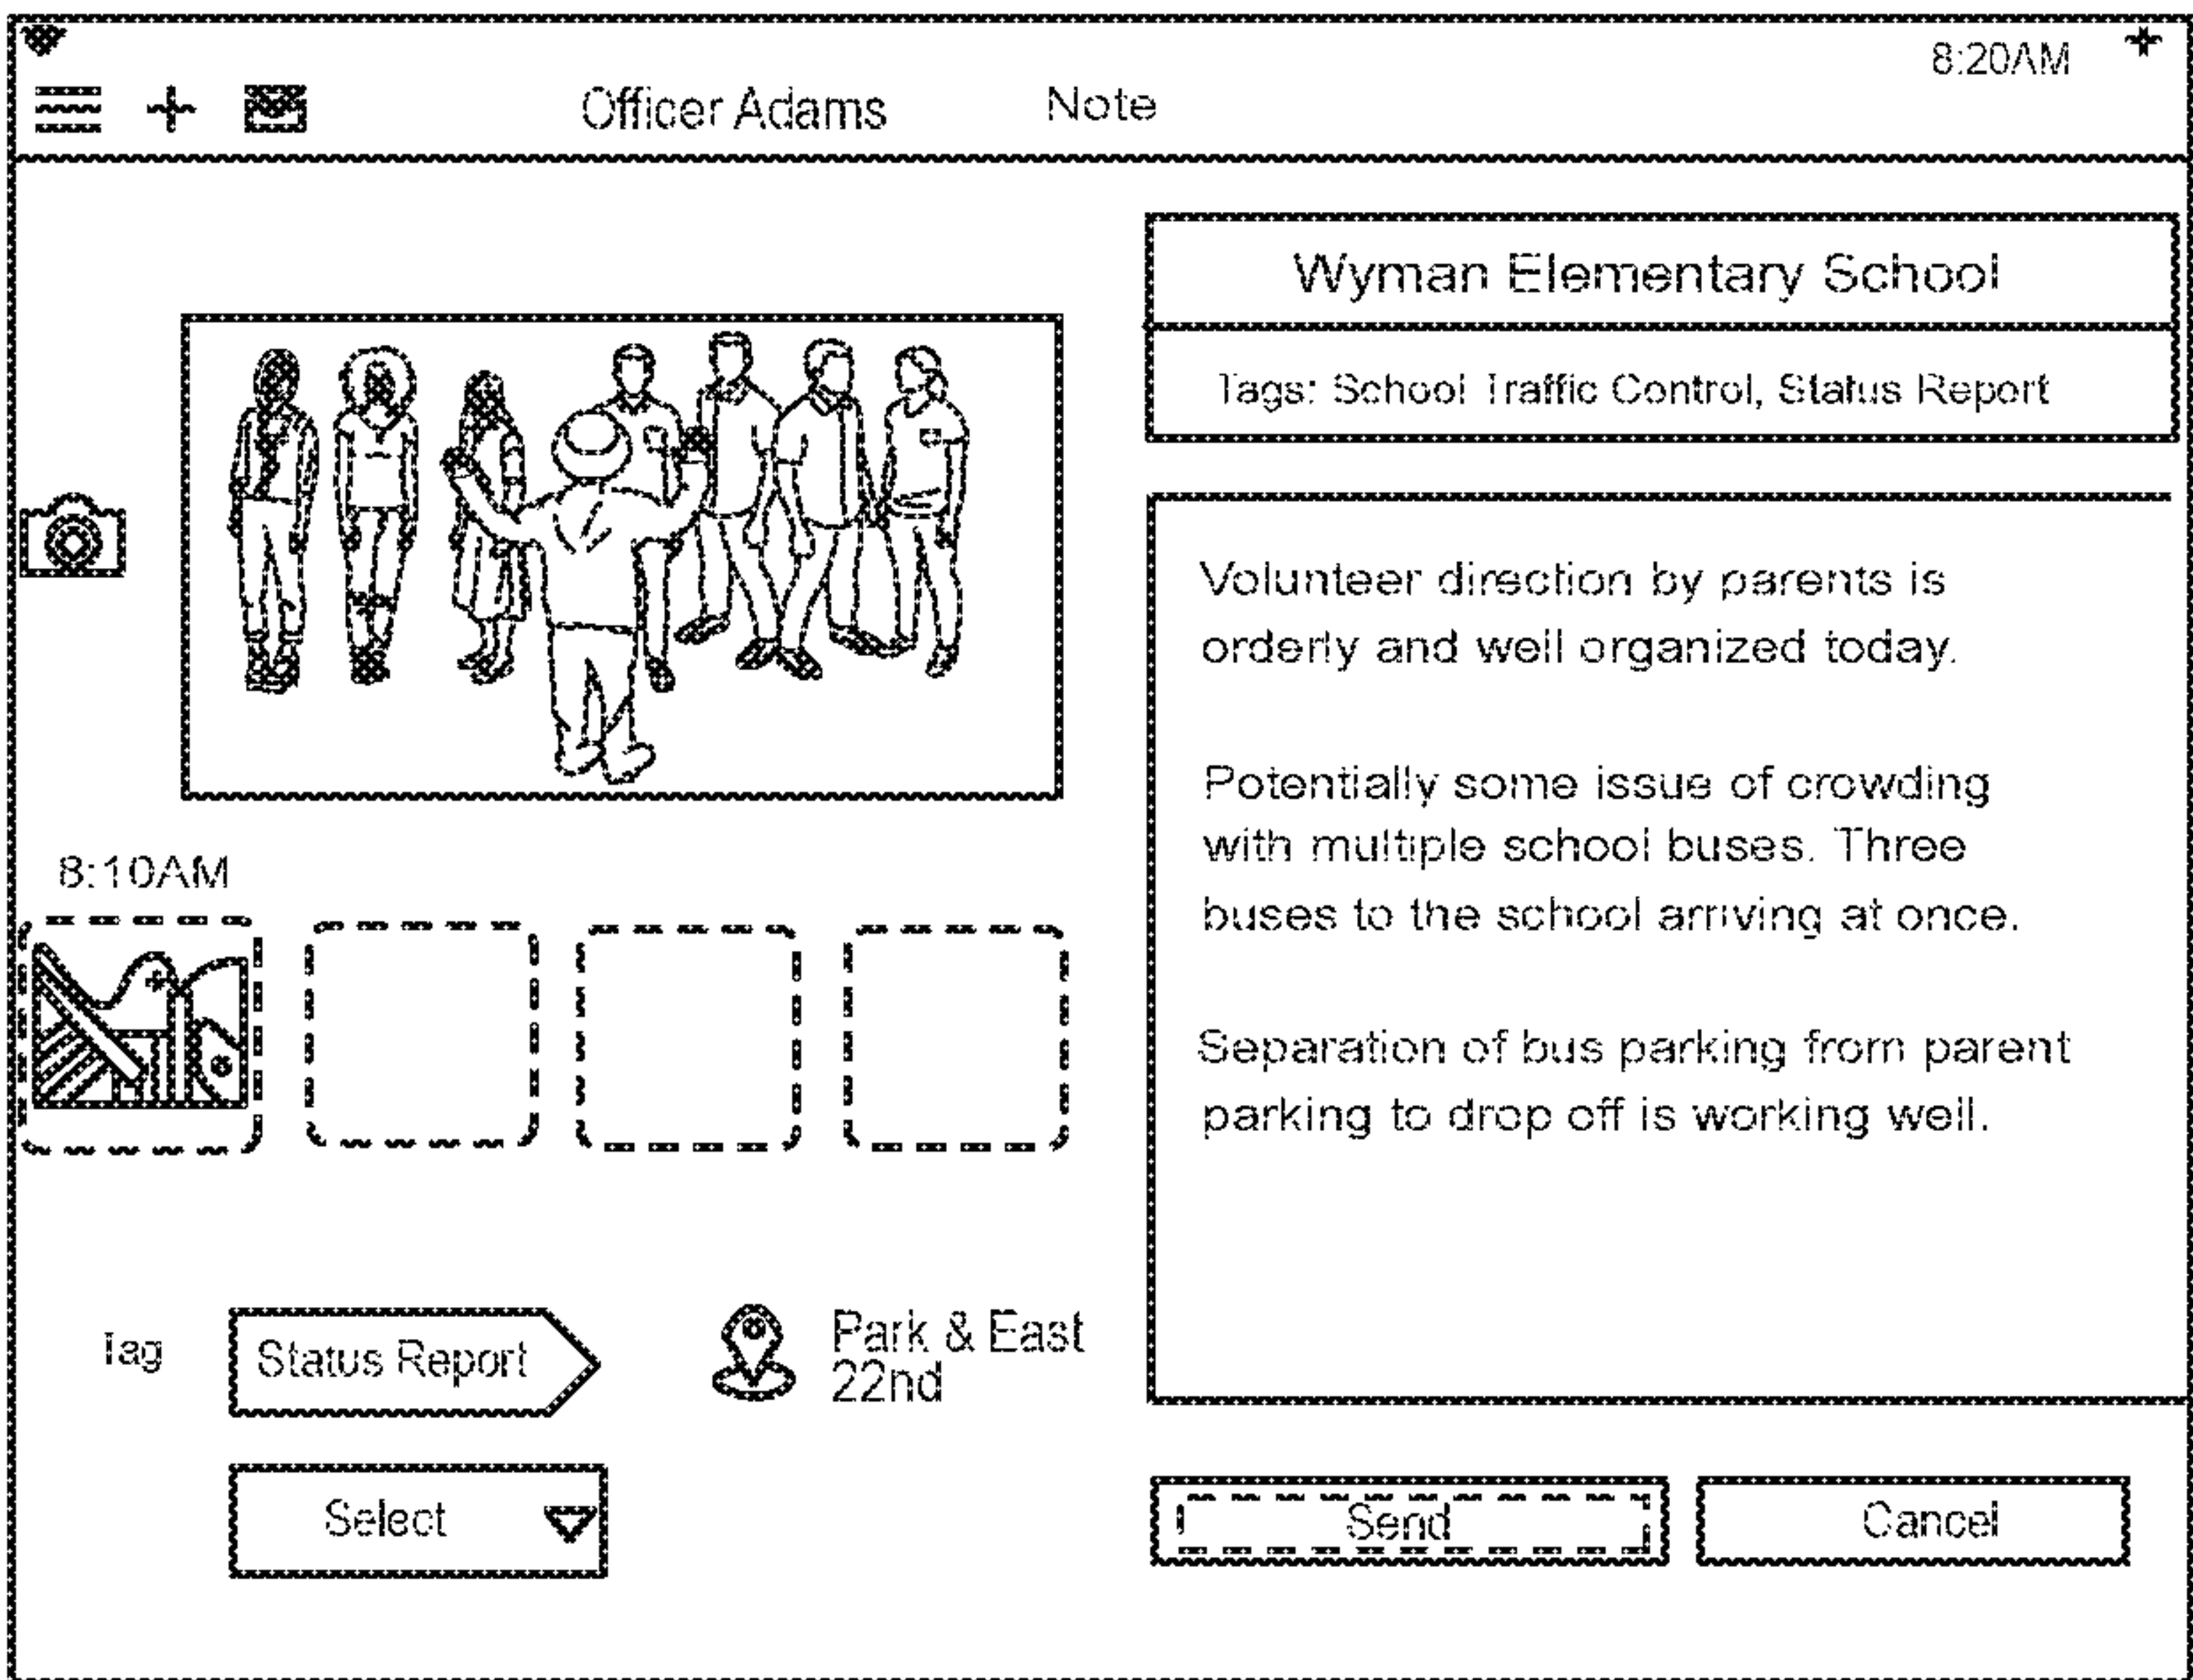 8:20AM
Officer Adams Note
Wyman Elementary School
Tags: School Traffic Control, Status Report
Volunteer direction by parents is
orderly and well organized today.
Potentially some issue of crowding
with multiple school buses. Three
buses to the school arriving at once.
Separation of bus parking from parent
parking to drop off is working well.
8:10AM
Tag
Status Report
Park & East
22nd
Select
Send
Cancel